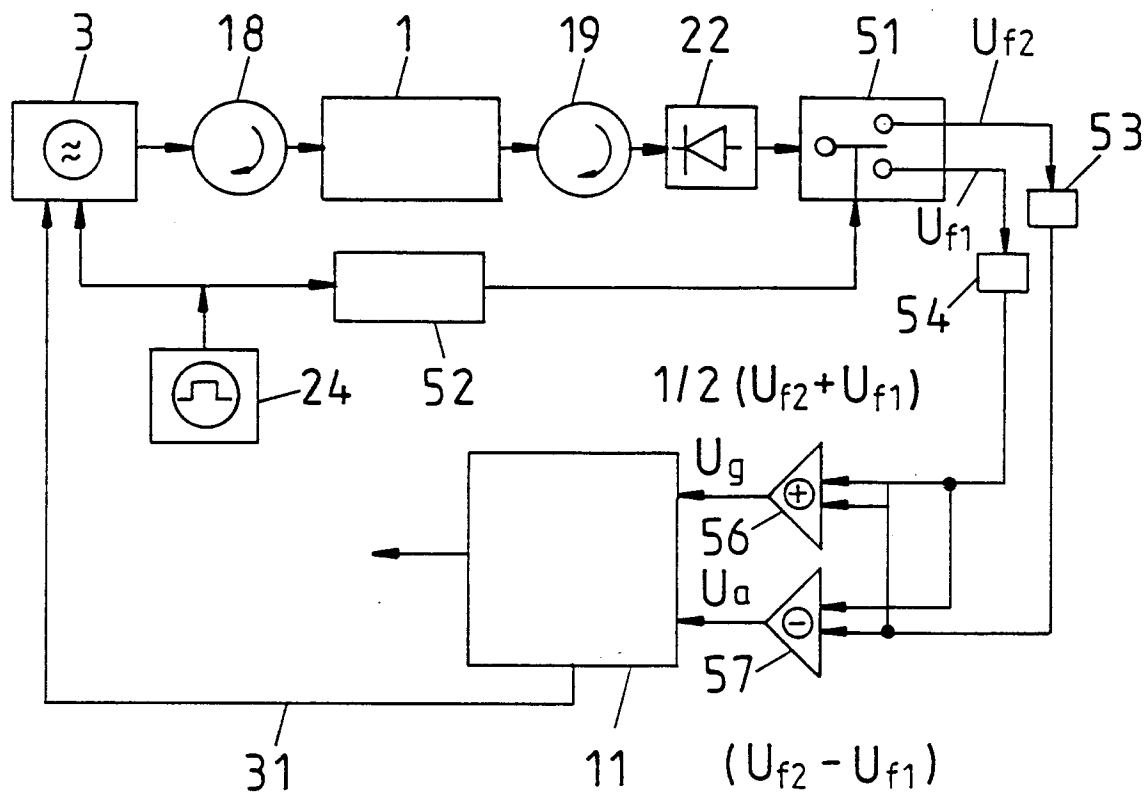 3 18 1 19 22 51 U_f2
53
U_f1
54
24 52 1/2 (U_f2+U_f1)
U_g
+
56
U_a
−
57
31 11 (U_f2 - U_f1)